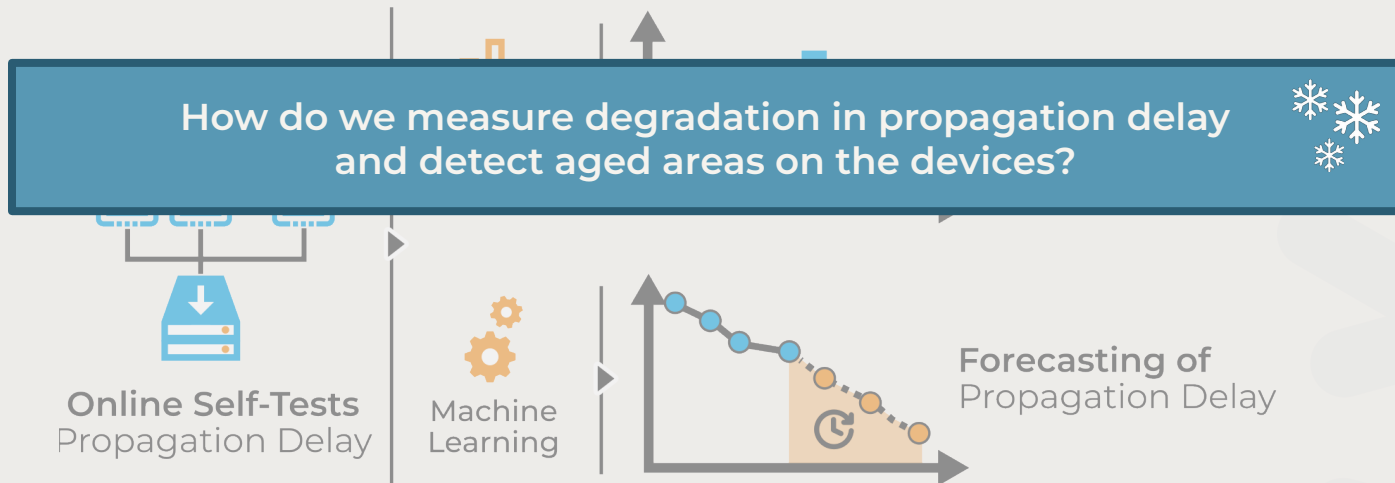 How do we measure degradation in propagation delay
and detect aged areas on the devices?
Online Self-Tests
Propagation Delay
Machine
Learning
Forecasting of
Propagation Delay